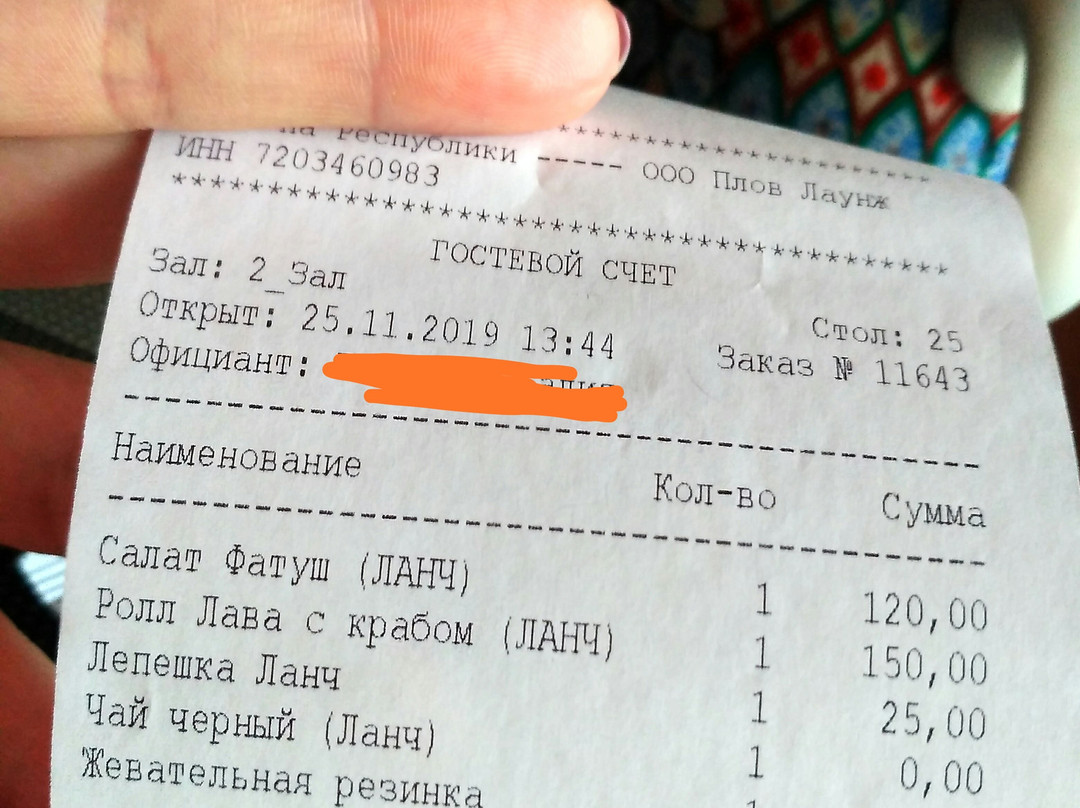 ************************
на Республики ----- ООО Плов Лаунж
ИНН 7203460983
****************************************
ГОСТЕВОЙ СЧЕТ
Зал: 2_Зал Стол: 25
Открыт: 25.11.2019 13:44 Заказ № 11643
Официант:
Наименование Кол-во Сумма
Салат Фатуш (ЛАНЧ) 1 120,00
Ролл Лава с крабом (ЛАНЧ) 1 150,00
Лепешка Ланч 1 25,00
Чай черный (Ланч) 1 0,00
Жевательная резинка 1